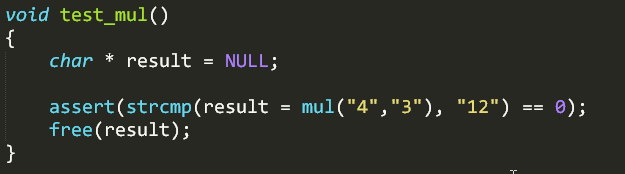 void test_mul()
{
    char * result = NULL;

    assert(strcmp(result = mul("4","3"), "12") == 0);
    free(result);
}